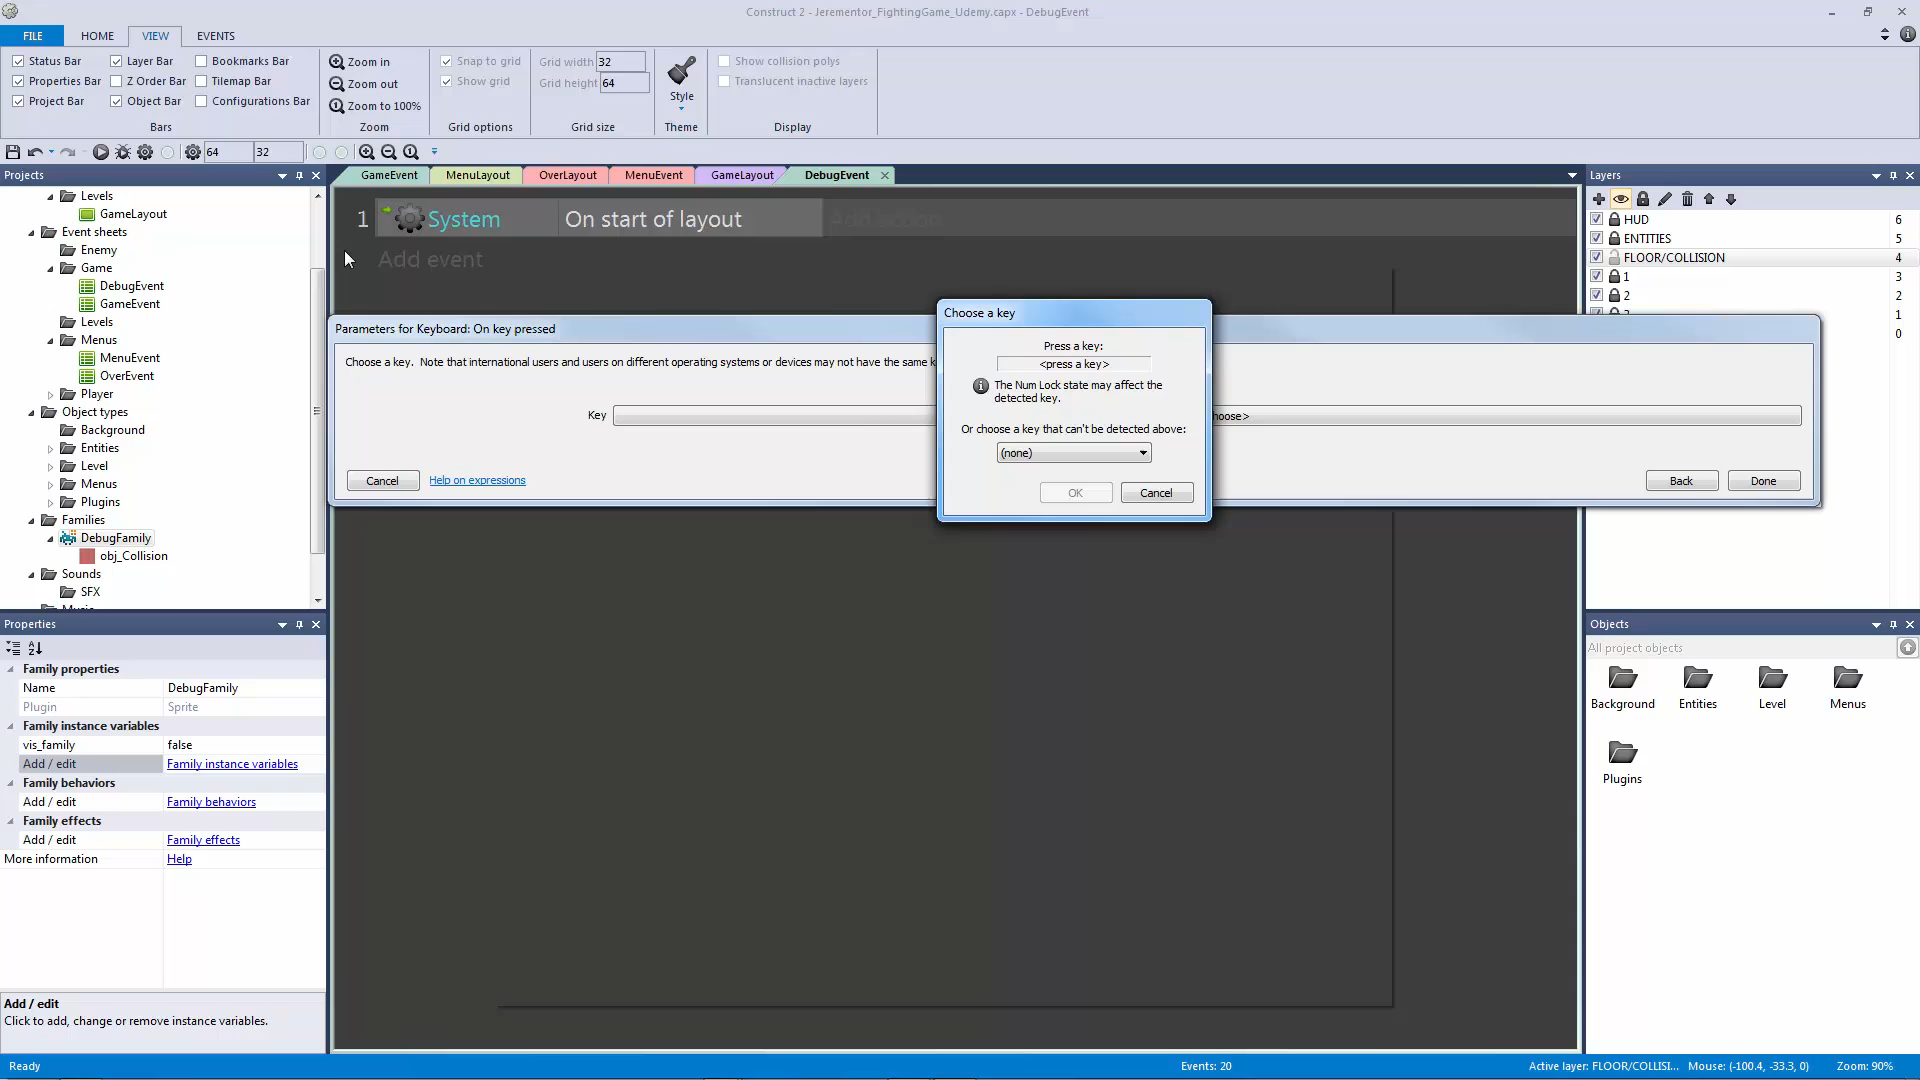 Construct 2 - Jerementor_FightingGame_Udemy.capx - DebugEvent
FILE HOME VIEW EVENTS
Status Bar Layer Bar Bookmarks Bar
Properties Bar Z Order Bar Tilemap Bar
Project Bar Object Bar Configurations Bar
Bars
Zoom in
Zoom out
Zoom to 100%
Zoom
Snap to grid
Show grid
Grid options
Grid width 32
Grid height 64
Grid size
Style
Theme
Show collision polys
Translucent inactive layers
Display
64 32
Projects
Levels
GameLayout
Event sheets
Enemy
Game
DebugEvent
GameEvent
Levels
Menus
MenuEvent
OverEvent
Player
Object types
Background
Entities
Level
Menus
Plugins
Families
DebugFamily
obj_Collision
Sounds
SFX
GameEvent MenuLayout OverLayout MenuEvent GameLayout DebugEvent
1 System On start of layout Add action
Add event
Parameters for Keyboard: On key pressed
Choose a key. Note that international users and users on different operating systems or devices may not have the same k
Key
hoose>
Cancel Help on expressions
Back Done
Choose a key
Press a key:
<press a key>
The Num Lock state may affect the
detected key.
Or choose a key that can't be detected above:
(none)
OK Cancel
Layers
HUD 6
ENTITIES 5
FLOOR/COLLISION 4
1 3
2 2
1
0
Properties
Family properties
Name DebugFamily
Plugin Sprite
Family instance variables
vis_family false
Add / edit Family instance variables
Family behaviors
Add / edit Family behaviors
Family effects
Add / edit Family effects
More information Help
Add / edit
Click to add, change or remove instance variables.
Objects
All project objects
Background Entities Level Menus
Plugins
Ready
Events: 20
Active layer: FLOOR/COLLISI... Mouse: (-100.4, -33.3, 0) Zoom: 90%